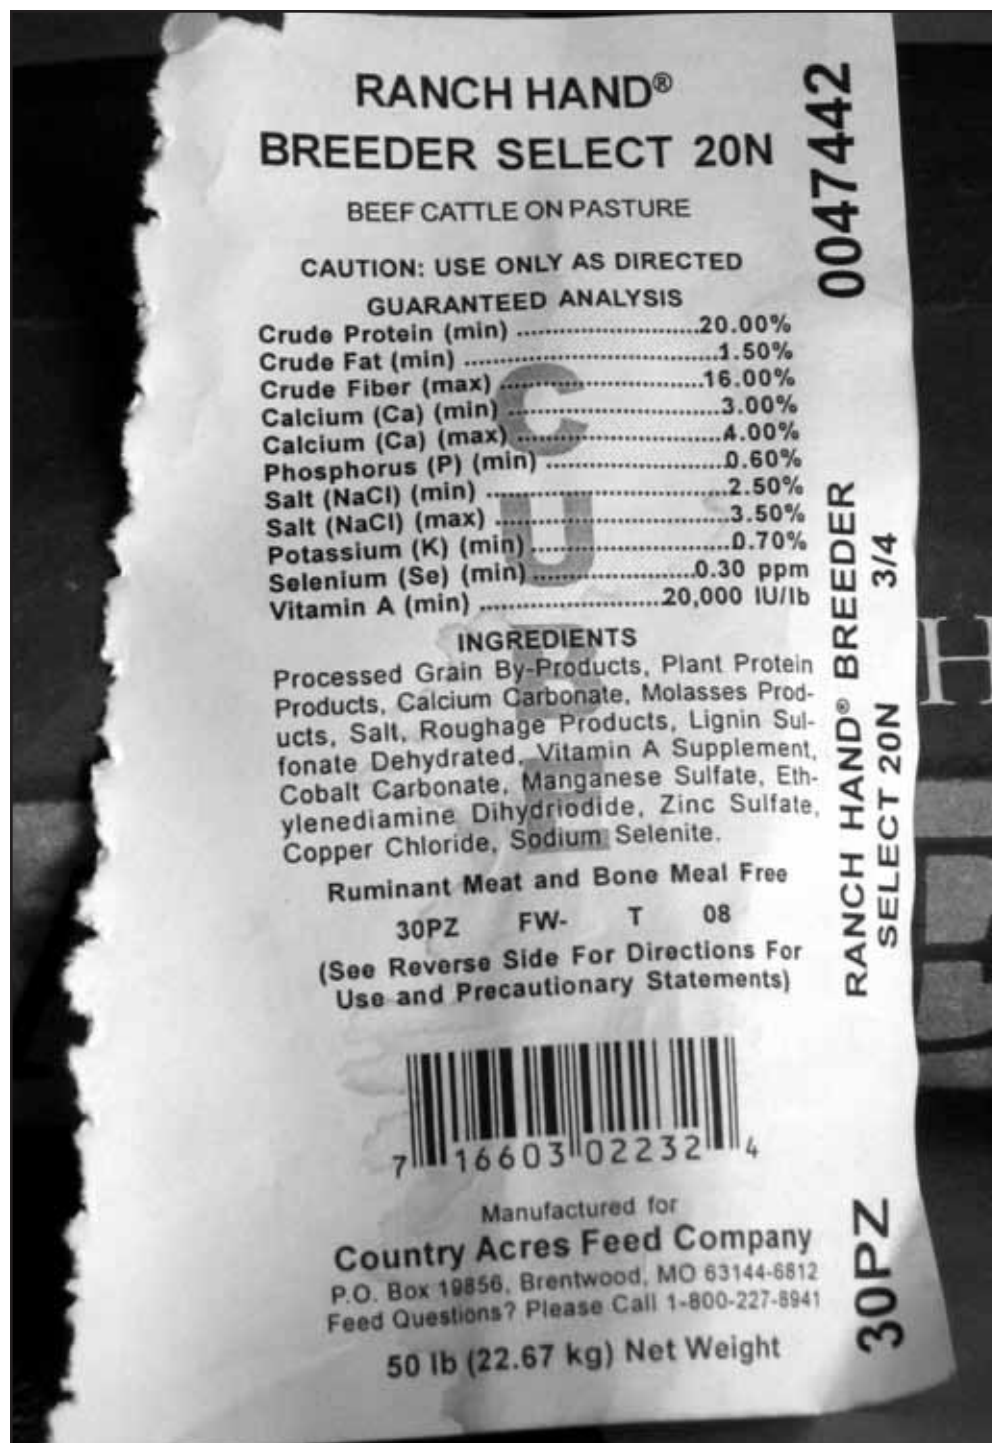 RANCH HAND®
BREEDER SELECT 20N
BEEF CATTLE ON PASTURE
CAUTION: USE ONLY AS DIRECTED
GUARANTEED ANALYSIS
Crude Protein (min) ........................20.00%
Crude Fat (min) ................................1.50%
Crude Fiber (max) ..........................16.00%
Calcium (Ca) (min) ...........................3.00%
Calcium (Ca) (max) ..........................4.00%
Phosphorus (P) (min) .......................0.60%
Salt (NaCl) (min) ..............................2.50%
Salt (NaCl) (max) .............................3.50%
Potassium (K) (min) .........................0.70%
Selenium (Se) (min) .....................0.30 ppm
Vitamin A (min) .......................20,000 IU/lb
INGREDIENTS
Processed Grain By-Products, Plant Protein
Products, Calcium Carbonate, Molasses Prod-
ucts, Salt, Roughage Products, Lignin Sul-
fonate Dehydrated, Vitamin A Supplement,
Cobalt Carbonate, Manganese Sulfate, Eth-
ylenediamine Dihydriodide, Zinc Sulfate,
Copper Chloride, Sodium Selenite.
Ruminant Meat and Bone Meal Free
30PZ FW- T 08
(See Reverse Side For Directions For
Use and Precautionary Statements)
7 16603 02232 4
Manufactured for
Country Acres Feed Company
P.O. Box 19856, Brentwood, MO 63144-6812
Feed Questions? Please Call 1-800-227-8941
50 lb (22.67 kg) Net Weight
CUBE
0047442
RANCH HAND® BREEDER
SELECT 20N 3/4
30PZ
H